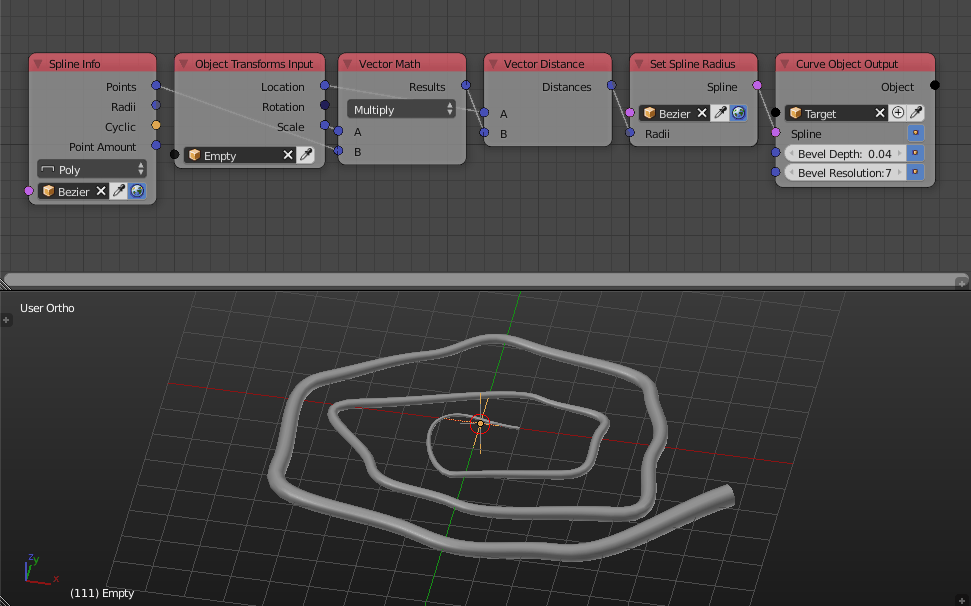 Spline Info
Points
Radii
Cyclic
Point Amount
Poly
Bezier
Object Transforms Input
Location
Rotation
Scale
Empty
Vector Math
Results
Multiply
A
B
Vector Distance
Distances
A
B
Set Spline Radius
Spline
Bezier
Radii
Curve Object Output
Object
Target
Spline
Bevel Depth: 0.04
Bevel Resolution:7
User Ortho
z
y
x
(111) Empty